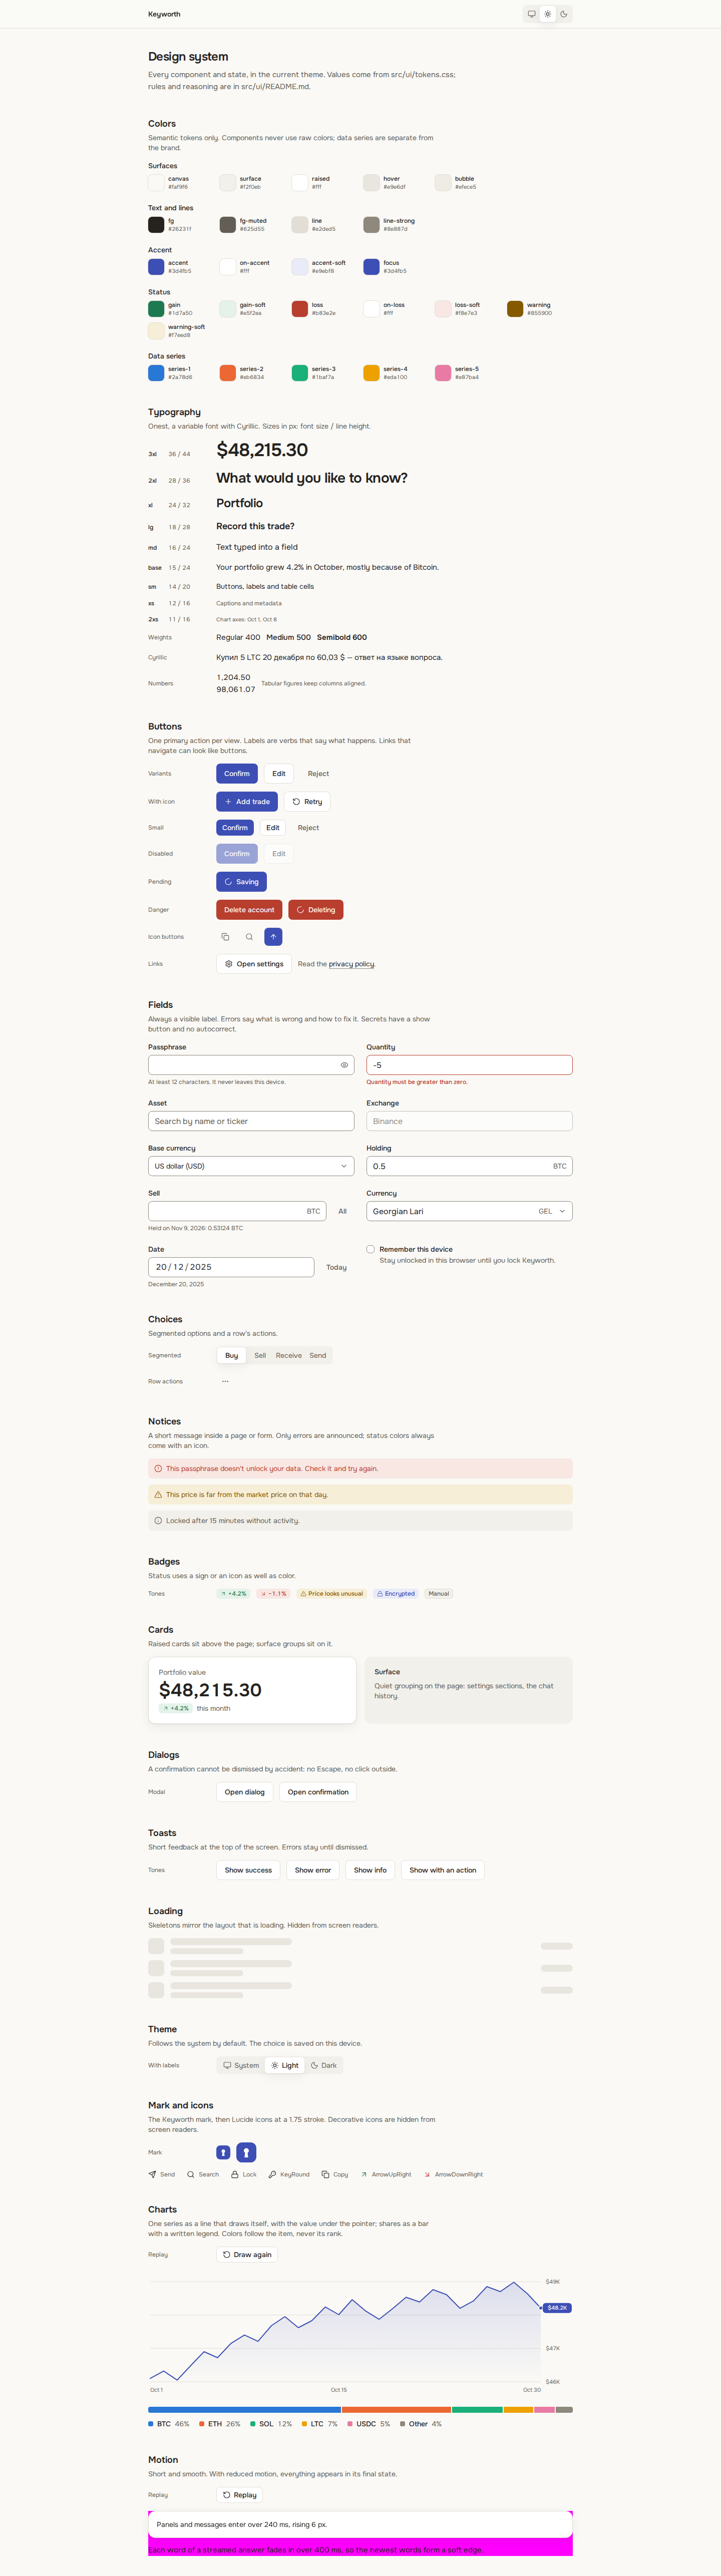 Keyworth
Design system
Every component and state, in the current theme. Values come from src/ui/tokens.css;
rules and reasoning are in src/ui/README.md.
Colors
Semantic tokens only. Components never use raw colors; data series are separate from
the brand.
Surfaces
canvas surface raised hover bubble
#faf9f6 #f2f0eb #fff #e9e6df #efece5
Text and lines
fg fg-muted line line-strong
#26231f #625d55 #e2ded5 #8e887d
Accent
accent on-accent accent-soft focus
#3d4fb5 #fff #e9ebf8 #3d4fb5
Status
gain gain-soft loss on-loss loss-soft warning
#1d7a50 #e5f2ea #b83e2e #fff #f8e7e3 #855900
warning-soft
#f7eed8
Data series
series-1 series-2 series-3 series-4 series-5
#2a78d6 #eb6834 #1baf7a #eda100 #e87ba4
Typography
Onest, a variable font with Cyrillic. Sizes in px: font size / line height.
3xl 36 / 44 $48,215.30
2xl 28 / 36 What would you like to know?
xl 24 / 32 Portfolio
lg 18 / 28 Record this trade?
md 16 / 24 Text typed into a field
base 15 / 24 Your portfolio grew 4.2% in October, mostly because of Bitcoin.
sm 14 / 20 Buttons, labels and table cells
xs 12 / 16 Captions and metadata
2xs 11 / 16 Chart axes: Oct 1, Oct 8
Weights Regular 400 Medium 500 Semibold 600
Cyrillic Купил 5 LTC 20 декабря по 60,03 $ — ответ на языке вопроса.
Numbers 1,204.50
98,061.07 Tabular figures keep columns aligned.
Buttons
One primary action per view. Labels are verbs that say what happens. Links that
navigate can look like buttons.
Variants Confirm Edit Reject
With icon Add trade Retry
Small Confirm Edit Reject
Disabled Confirm Edit
Pending Saving
Danger Delete account Deleting
Icon buttons
Links Open settings Read the privacy policy.
Fields
Always a visible label. Errors say what is wrong and how to fix it. Secrets have a show
button and no autocorrect.
Passphrase Quantity
-5
At least 12 characters. It never leaves this device. Quantity must be greater than zero.
Asset Exchange
Search by name or ticker Binance
Base currency Holding
US dollar (USD) 0.5 BTC
Sell Currency
BTC All Georgian Lari GEL
Held on Nov 9, 2026: 0.53124 BTC
Date Remember this device
Stay unlocked in this browser until you lock Keyworth.
20 / 12 / 2025 Today
December 20, 2025
Choices
Segmented options and a row's actions.
Segmented Buy Sell Receive Send
Row actions
Notices
A short message inside a page or form. Only errors are announced; status colors always
come with an icon.
This passphrase doesn't unlock your data. Check it and try again.
This price is far from the market price on that day.
Locked after 15 minutes without activity.
Badges
Status uses a sign or an icon as well as color.
Tones +4.2% −1.1% Price looks unusual Encrypted Manual
Cards
Raised cards sit above the page; surface groups sit on it.
Portfolio value
$48,215.30
+4.2% this month
Surface
Quiet grouping on the page: settings sections, the chat
history.
Dialogs
A confirmation cannot be dismissed by accident: no Escape, no click outside.
Modal Open dialog Open confirmation
Toasts
Short feedback at the top of the screen. Errors stay until dismissed.
Tones Show success Show error Show info Show with an action
Loading
Skeletons mirror the layout that is loading. Hidden from screen readers.
Theme
Follows the system by default. The choice is saved on this device.
With labels System Light Dark
Mark and icons
The Keyworth mark, then Lucide icons at a 1.75 stroke. Decorative icons are hidden from
screen readers.
Mark
Send Search Lock KeyRound Copy ArrowUpRight ArrowDownRight
Charts
One series as a line that draws itself, with the value under the pointer; shares as a bar
with a written legend. Colors follow the item, never its rank.
Replay Draw again
$49K
$48.2K
$47K
$46K
Oct 1 Oct 15 Oct 30
BTC 46% ETH 26% SOL 12% LTC 7% USDC 5% Other 4%
Motion
Short and smooth. With reduced motion, everything appears in its final state.
Replay Replay
Panels and messages enter over 240 ms, rising 6 px.
Each word of a streamed answer fades in over 400 ms, so the newest words form a soft edge.